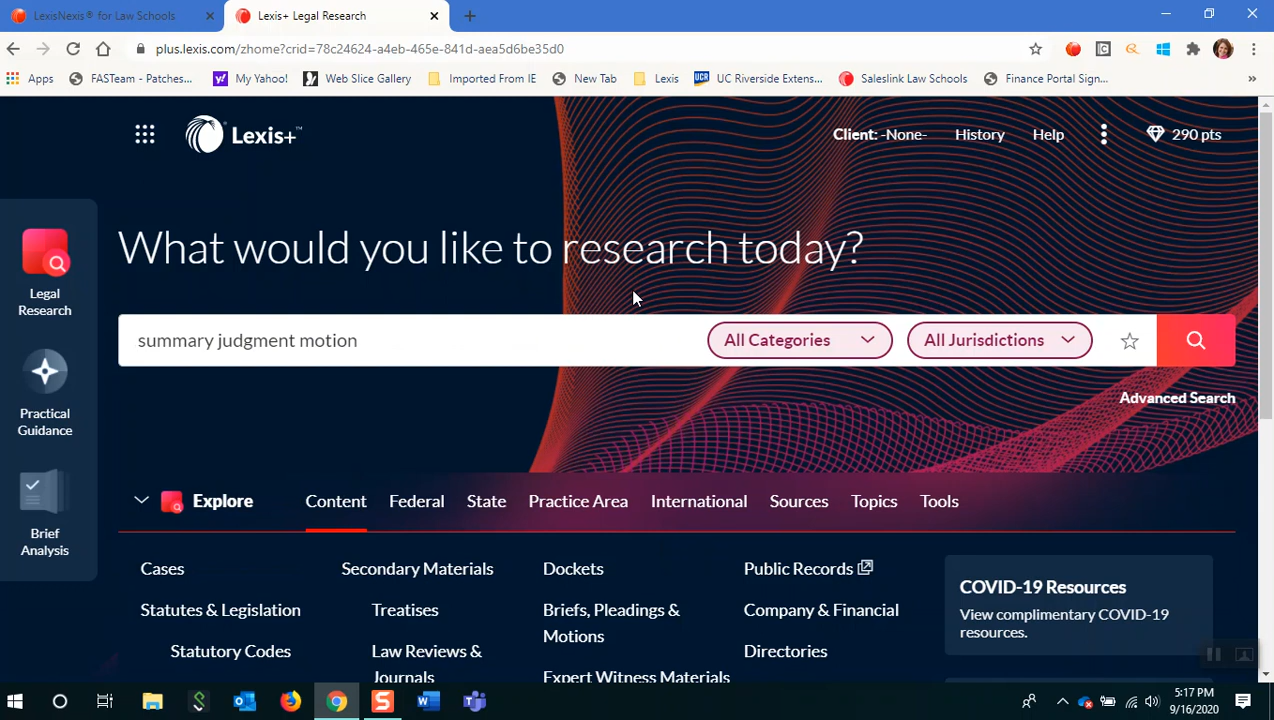 LexisNexis® for Law Schools
Lexis+ Legal Research
plus.lexis.com/zhome?crid=78c24624-a4eb-465e-841d-aea5d6be35d0
Apps
FASTeam - Patches...
My Yahoo!
Web Slice Gallery
Imported From IE
New Tab
Lexis
UC Riverside Extens...
Saleslink Law Schools
Finance Portal Sign...
Lexis+™
Client: -None-
History
Help
290 pts
Legal
Research
Practical
Guidance
Brief
Analysis
What would you like to research today?
summary judgment motion
All Categories
All Jurisdictions
Advanced Search
Explore
Content
Federal
State
Practice Area
International
Sources
Topics
Tools
Cases
Statutes & Legislation
Statutory Codes
Secondary Materials
Treatises
Law Reviews &
Journals
Dockets
Briefs, Pleadings &
Motions
Expert Witness Materials
Public Records
Company & Financial
Directories
COVID-19 Resources
View complimentary COVID-19
resources.
5:17 PM
9/16/2020